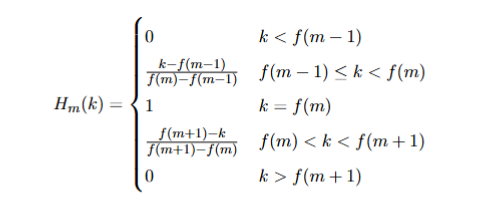 0 k < f(m − 1)
k−f(m−1)
f(m)−f(m−1) f(m − 1) ≤ k < f(m)
H_m(k) = { 1 k = f(m)
f(m+1)−k
f(m+1)−f(m) f(m) < k < f(m + 1)
0 k > f(m + 1)